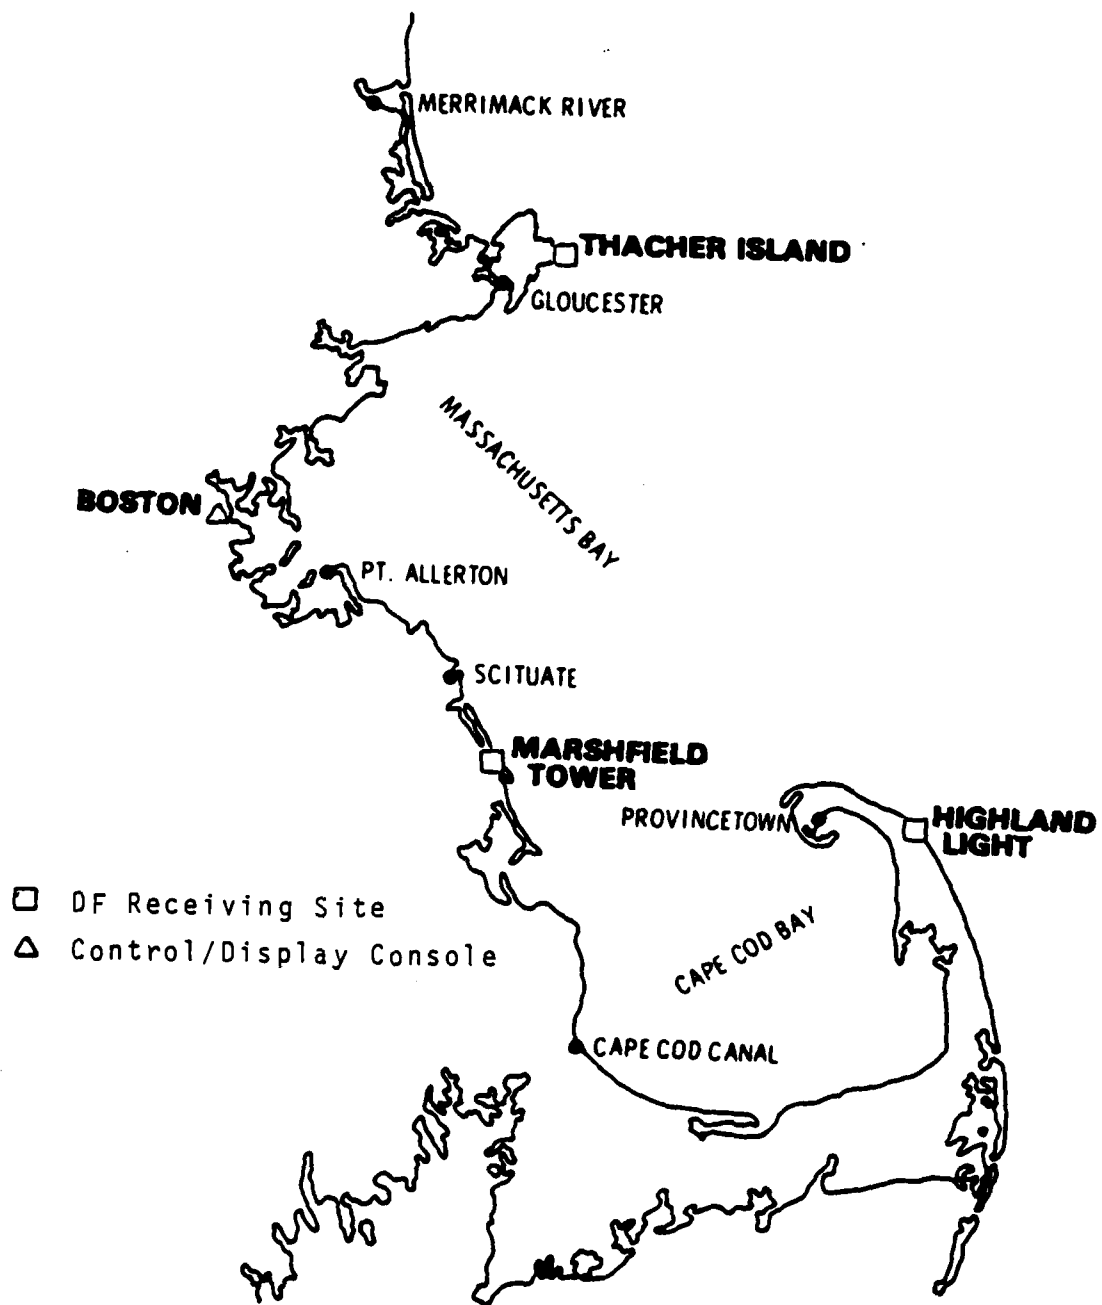 MERRIMACK RIVER
THACHER ISLAND
GLOUCESTER
MASSACHUSETTS BAY
BOSTON
PT. ALLERTON
SCITUATE
MARSHFIELD
TOWER
PROVINCETOWN
HIGHLAND
LIGHT
DF Receiving Site
Control/Display Console
CAPE COD BAY
CAPE COD CANAL